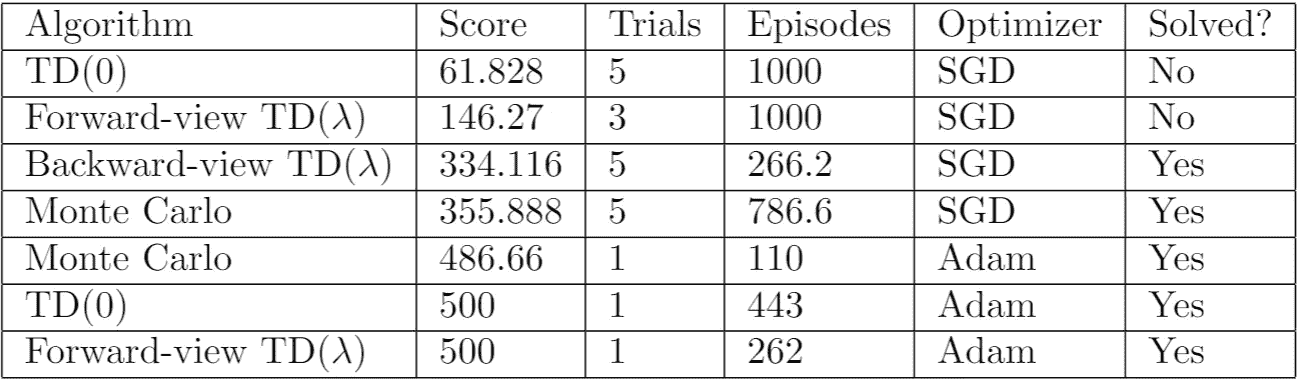 Algorithm Score Trials Episodes Optimizer Solved?
TD(0) 61.828 5 1000 SGD No
Forward-view TD(λ) 146.27 3 1000 SGD No
Backward-view TD(λ) 334.116 5 266.2 SGD Yes
Monte Carlo 355.888 5 786.6 SGD Yes
Monte Carlo 486.66 1 110 Adam Yes
TD(0) 500 1 443 Adam Yes
Forward-view TD(λ) 500 1 262 Adam Yes